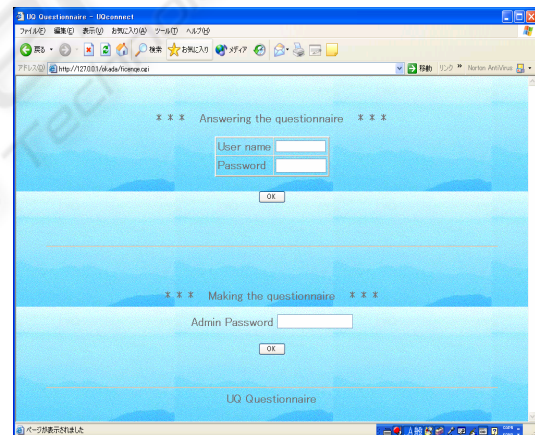 UQ Questionnaire - UQconnect
ファイル(F) 編集(E) 表示(V) お気に入り(A) ツール(T) ヘルプ(H)
戻る 検索 お気に入り メディア
アドレス(D) http://127.0.0.1/okada/ 移動 リンク » Norton AntiVirus
* * * Answering the questionnaire * * *
User name
Password
OK
* * * Making the questionnaire * * *
Admin Password
OK
UQ Questionnaire
ページが表示されました